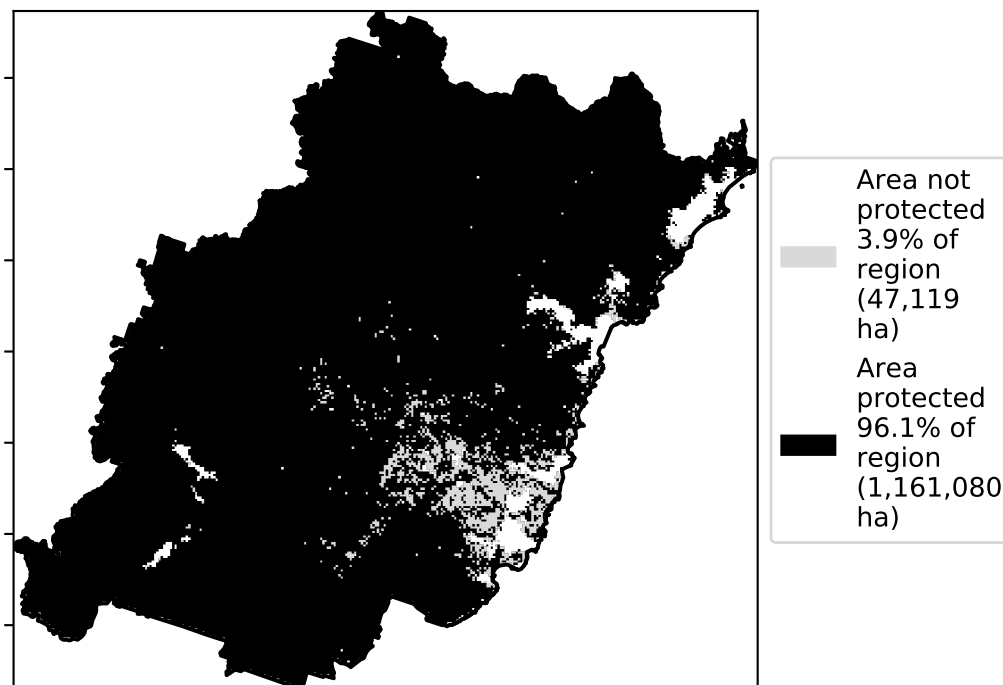 Area not
protected
3.9% of
region
(47,119
ha)
Area
protected
96.1% of
region
(1,161,080
ha)